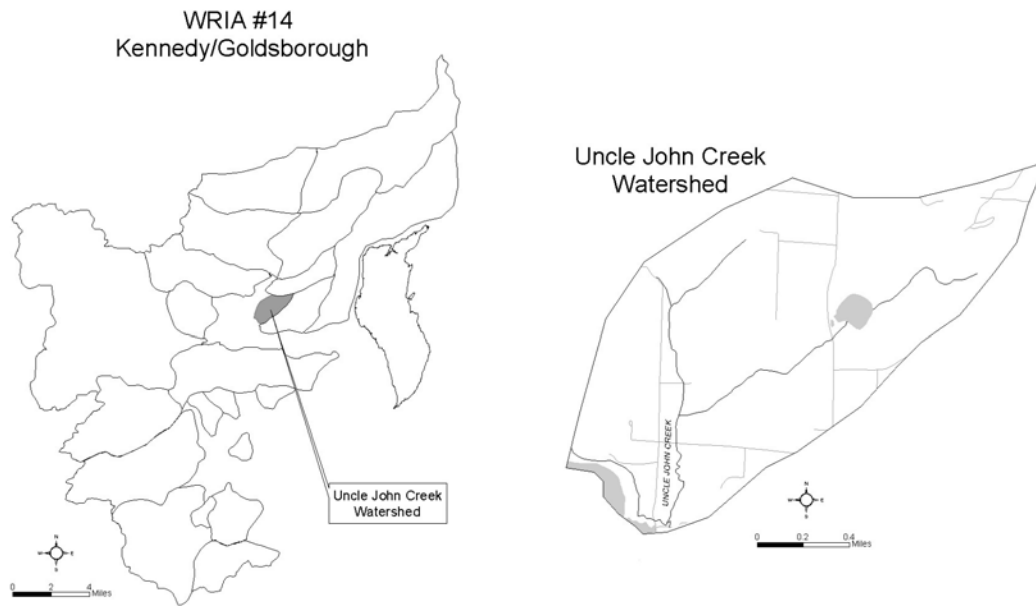 WRIA #14
Kennedy/Goldsborough
Uncle John Creek
Watershed
N
W
E
S
0 2 4
Miles
Uncle John Creek
Watershed
UNCLE JOHN CREEK
N
W
E
S
0 0.2 0.4
Miles